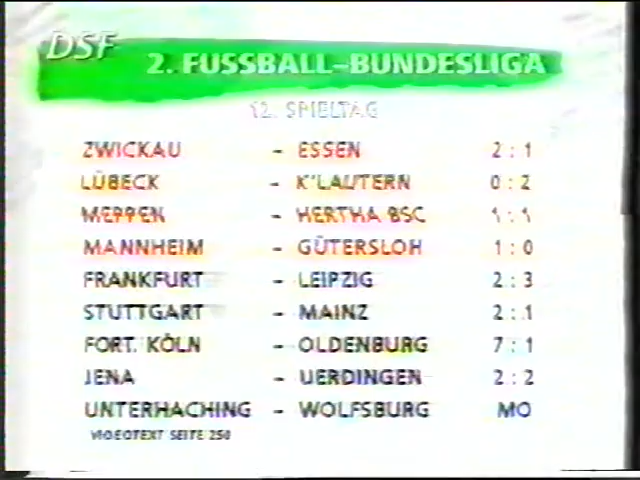 DSF
2. FUSSBALL-BUNDESLIGA
12. SPIELTAG
ZWICKAU - ESSEN 2:1
LÜBECK - K'LAUTERN 0:2
MEPPEN - HERTHA BSC 1:1
MANNHEIM - GÜTERSLOH 1:0
FRANKFURT - LEIPZIG 2:3
STUTTGART - MAINZ 2:1
FORT. KÖLN - OLDENBURG 7:1
JENA - UERDINGEN 2:2
UNTERHACHING - WOLFSBURG MO
VIDEOTEXT SEITE 250